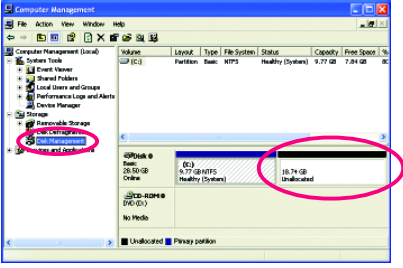 Computer Management
File Action View Window Help
Computer Management (Local)
System Tools
Event Viewer
Shared Folders
Local Users and Groups
Performance Logs and Alerts
Device Manager
Storage
Removable Storage
Disk Defragmenter
Disk Management
Services and Applications
Volume Layout Type File System Status Capacity Free Space %
(C:) Partition Basic NTFS Healthy (System) 9.77 GB 7.84 GB 80
Disk 0
Basic
28.50 GB
Online
(C:)
9.77 GB NTFS
Healthy (System)
18.74 GB
Unallocated
CD-ROM 0
DVD (D:)
No Media
Unallocated Primary partition